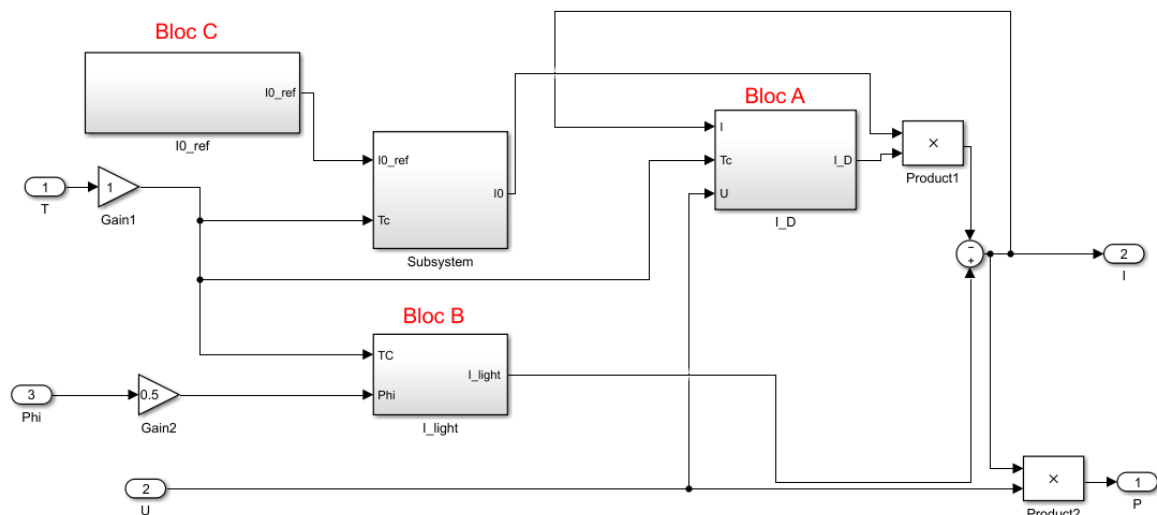 Bloc C
I0_ref
I0_ref
1
T
1
Gain1
I0_ref
Tc
I0
Subsystem
Bloc A
I
Tc
U
I_D
I_D
×
Product1
−
+
2
I
Bloc B
TC
Phi
I_light
I_light
3
Phi
0.5
Gain2
2
U
×
Product2
1
P